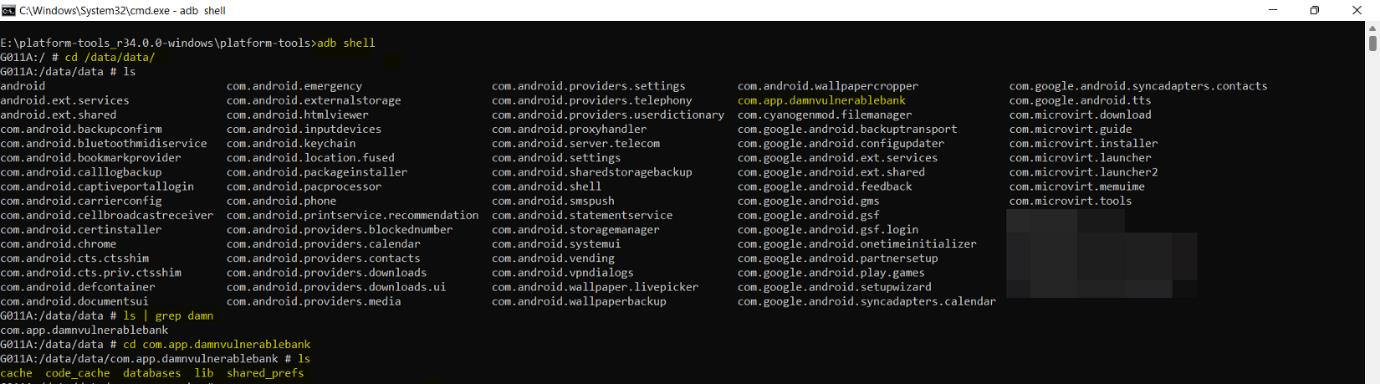 C:\Windows\System32\cmd.exe - adb shell
E:\platform-tools_r34.0.0-windows\platform-tools>adb shell
G011A:/ # cd /data/data/
G011A:/data/data # ls
android com.android.emergency com.android.providers.settings com.android.wallpapercropper com.google.android.syncadapters.contacts
android.ext.services com.android.externalstorage com.android.providers.telephony com.app.damnvulnerablebank com.google.android.tts
android.ext.shared com.android.htmlviewer com.android.providers.userdictionary com.cyanogenmod.filemanager com.microvirt.download
com.android.backupconfirm com.android.inputdevices com.android.proxyhandler com.google.android.backuptransport com.microvirt.guide
com.android.bluetoothmidiservice com.android.keychain com.android.server.telecom com.google.android.configupdater com.microvirt.installer
com.android.bookmarkprovider com.android.location.fused com.android.settings com.google.android.ext.services com.microvirt.launcher
com.android.calllogbackup com.android.packageinstaller com.android.sharedstoragebackup com.google.android.ext.shared com.microvirt.launcher2
com.android.captiveportallogin com.android.pacprocessor com.android.shell com.google.android.feedback com.microvirt.memuime
com.android.carrierconfig com.android.phone com.android.smspush com.google.android.gms com.microvirt.tools
com.android.cellbroadcastreceiver com.android.printservice.recommendation com.android.statementservice com.google.android.gsf
com.android.certinstaller com.android.providers.blockednumber com.android.storagemanager com.google.android.gsf.login
com.android.chrome com.android.providers.calendar com.android.systemui com.google.android.onetimeinitializer
com.android.cts.ctsshim com.android.providers.contacts com.android.vending com.google.android.partnersetup
com.android.cts.priv.ctsshim com.android.providers.downloads com.android.vpndialogs com.google.android.play.games
com.android.defcontainer com.android.providers.downloads.ui com.android.wallpaper.livepicker com.google.android.setupwizard
com.android.documentsui com.android.providers.media com.android.wallpaperbackup com.google.android.syncadapters.calendar
G011A:/data/data # ls | grep damn
com.app.damnvulnerablebank
G011A:/data/data # cd com.app.damnvulnerablebank
G011A:/data/data/com.app.damnvulnerablebank # ls
cache code_cache databases lib shared_prefs